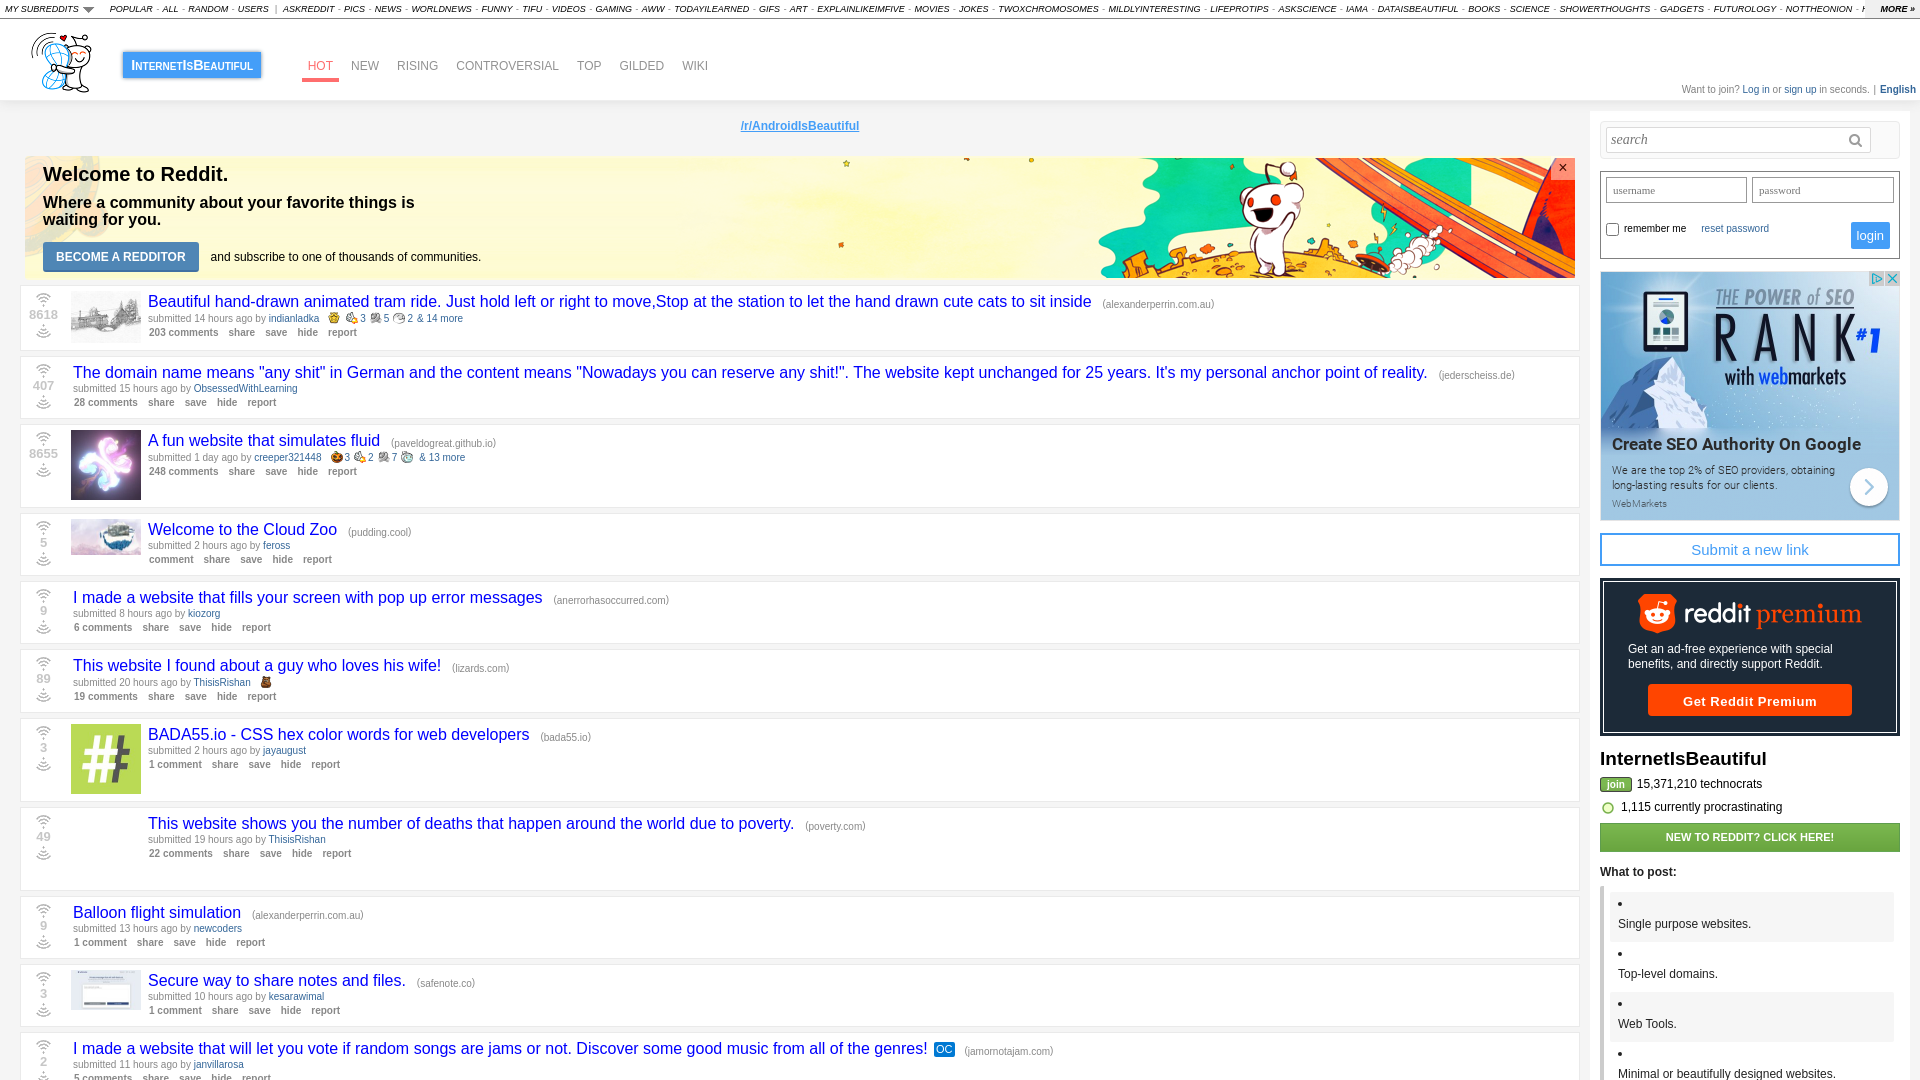 MY SUBREDDITS POPULAR - ALL - RANDOM - USERS | ASKREDDIT - PICS - NEWS - WORLDNEWS - FUNNY - TIFU - VIDEOS - GAMING - AWW - TODAYILEARNED - GIFS - ART - EXPLAINLIKEIMFIVE - MOVIES - JOKES - TWOXCHROMOSOMES - MILDLYINTERESTING - LIFEPROTIPS - ASKSCIENCE - IAMA - DATAISBEAUTIFUL - BOOKS - SCIENCE - SHOWERTHOUGHTS - GADGETS - FUTUROLOGY - NOTTHEONION - MORE »
InternetIsBeautiful HOT NEW RISING CONTROVERSIAL TOP GILDED WIKI
Want to join? Log in or sign up in seconds. | English
/r/AndroidIsBeautiful
Welcome to Reddit.
Where a community about your favorite things is
waiting for you.
BECOME A REDDITOR and subscribe to one of thousands of communities.
×
8618
Beautiful hand-drawn animated tram ride. Just hold left or right to move,Stop at the station to let the hand drawn cute cats to sit inside (alexanderperrin.com.au)
submitted 14 hours ago by indianladka 3 5 2 & 14 more
203 comments share save hide report
407
The domain name means "any shit" in German and the content means "Nowadays you can reserve any shit!". The website kept unchanged for 25 years. It's my personal anchor point of reality. (jederscheiss.de)
submitted 15 hours ago by ObsessedWithLearning
28 comments share save hide report
8655
A fun website that simulates fluid (paveldogreat.github.io)
submitted 1 day ago by creeper321448 3 2 7 & 13 more
248 comments share save hide report
5
Welcome to the Cloud Zoo (pudding.cool)
submitted 2 hours ago by feross
comment share save hide report
9
I made a website that fills your screen with pop up error messages (anerrorhasoccurred.com)
submitted 8 hours ago by kiozorg
6 comments share save hide report
89
This website I found about a guy who loves his wife! (lizards.com)
submitted 20 hours ago by ThisisRishan
19 comments share save hide report
3
BADA55.io - CSS hex color words for web developers (bada55.io)
submitted 2 hours ago by jayaugust
1 comment share save hide report
49
This website shows you the number of deaths that happen around the world due to poverty. (poverty.com)
submitted 19 hours ago by ThisisRishan
22 comments share save hide report
9
Balloon flight simulation (alexanderperrin.com.au)
submitted 13 hours ago by newcoders
1 comment share save hide report
3
Secure way to share notes and files. (safenote.co)
submitted 10 hours ago by kesarawimal
1 comment share save hide report
2
I made a website that will let you vote if random songs are jams or not. Discover some good music from all of the genres! OC (jamornotajam.com)
submitted 11 hours ago by janvillarosa
5 comments share save hide report
search
username password
remember me reset password login
THE POWER of SEO
RANK #1
with webmarkets
Create SEO Authority On Google
We are the top 2% of SEO providers, obtaining
long-lasting results for our clients.
WebMarkets
Submit a new link
reddit premium
Get an ad-free experience with special
benefits, and directly support Reddit.
Get Reddit Premium
InternetIsBeautiful
join 15,371,210 technocrats
1,115 currently procrastinating
NEW TO REDDIT? CLICK HERE!
What to post:
•
Single purpose websites.
•
Top-level domains.
•
Web Tools.
•
Minimal or beautifully designed websites.